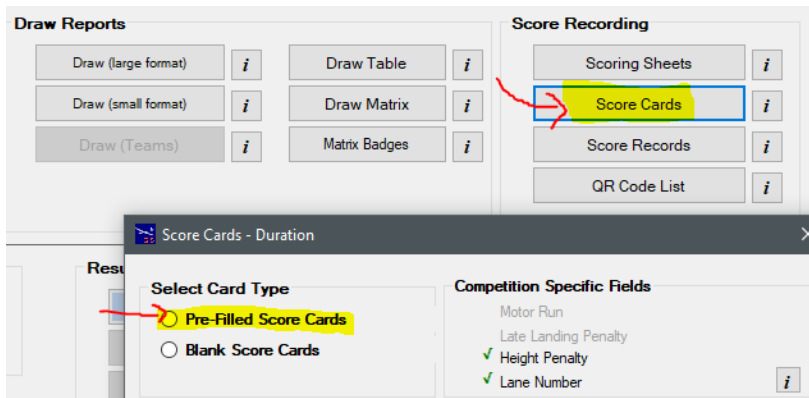 Draw Reports
Draw (large format) i Draw Table i
Draw (small format) i Draw Matrix i
Draw (Teams) i Matrix Badges i
Score Recording
Scoring Sheets i
Score Cards i
Score Records i
QR Code List i
Score Cards - Duration
Select Card Type
Pre-Filled Score Cards
Blank Score Cards
Competition Specific Fields
Motor Run
Late Landing Penalty
Height Penalty
Lane Number i